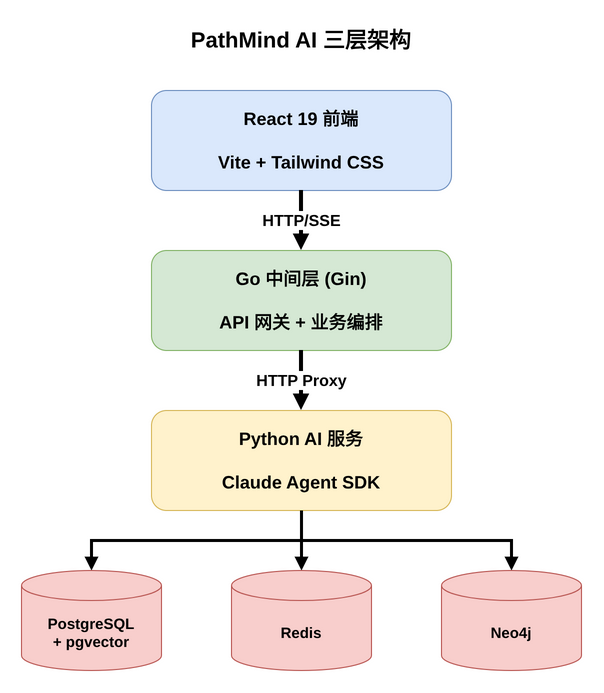 PathMind AI 三层架构
React 19 前端
Vite + Tailwind CSS
HTTP/SSE
Go 中间层 (Gin)
API 网关 + 业务编排
HTTP Proxy
Python AI 服务
Claude Agent SDK
PostgreSQL
+ pgvector
Redis
Neo4j